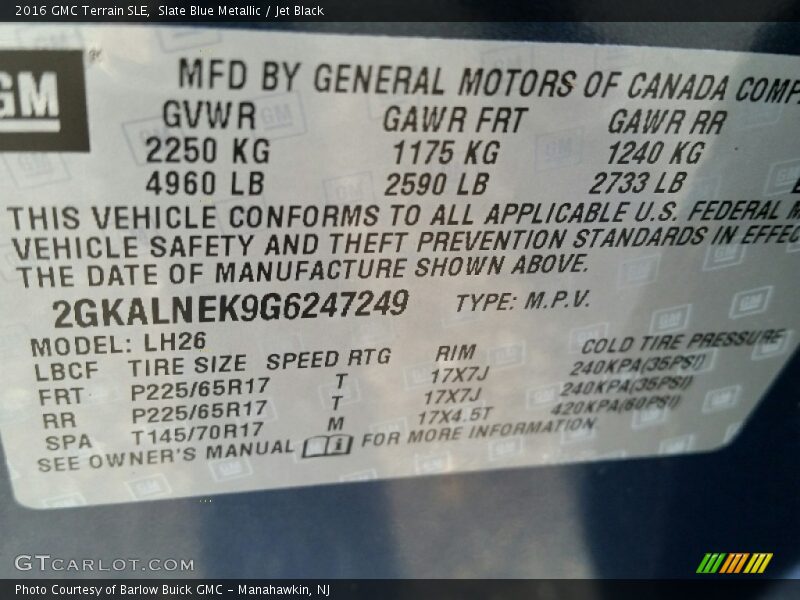 2016 GMC Terrain SLE, Slate Blue Metallic / Jet Black
GM
MFD BY GENERAL MOTORS OF CANADA
GVWR GAWR FRT GAWR RR
2250 KG 1175 KG 1240 KG
4960 LB 2590 LB 2733 LB
THIS VEHICLE CONFORMS TO ALL APPLICABLE U.S. FEDERAL
VEHICLE SAFETY AND THEFT PREVENTION STANDARDS IN EFFEC
THE DATE OF MANUFACTURE SHOWN ABOVE.
2GKALNEK9G6247249 TYPE: M.P.V.
MODEL: LH26
LBCF TIRE SIZE SPEED RTG RIM COLD TIRE PRESSURE
FRT P225/65R17 T 17X7J 240KPA(35PSI)
RR P225/65R17 T 17X7J 240KPA(35PSI)
SPA T145/70R17 M 17X4.5T 420KPA(60PSI)
SEE OWNER'S MANUAL FOR MORE INFORMATION
GTCARLOT.COM
Photo Courtesy of Barlow Buick GMC - Manahawkin, NJ